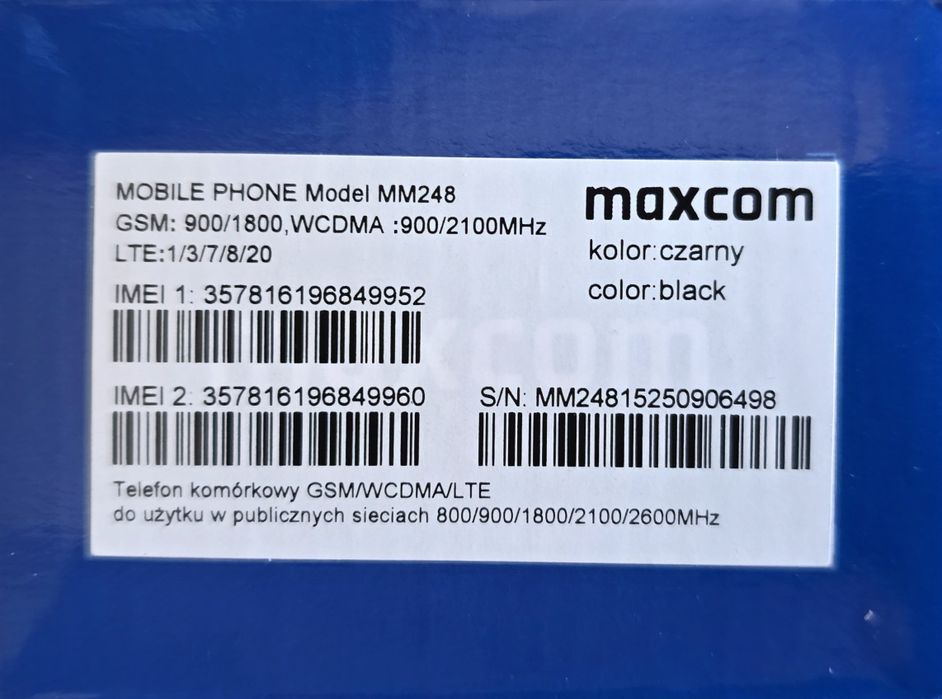 MOBILE PHONE Model MM248
GSM: 900/1800,WCDMA :900/2100MHz
LTE:1/3/7/8/20
maxcom
kolor:czarny
color:black
IMEI 1: 357816196849952
maxcom
IMEI 2: 357816196849960
S/N: MM24815250906498
Telefon komórkowy GSM/WCDMA/LTE
do użytku w publicznych sieciach 800/900/1800/2100/2600MHz